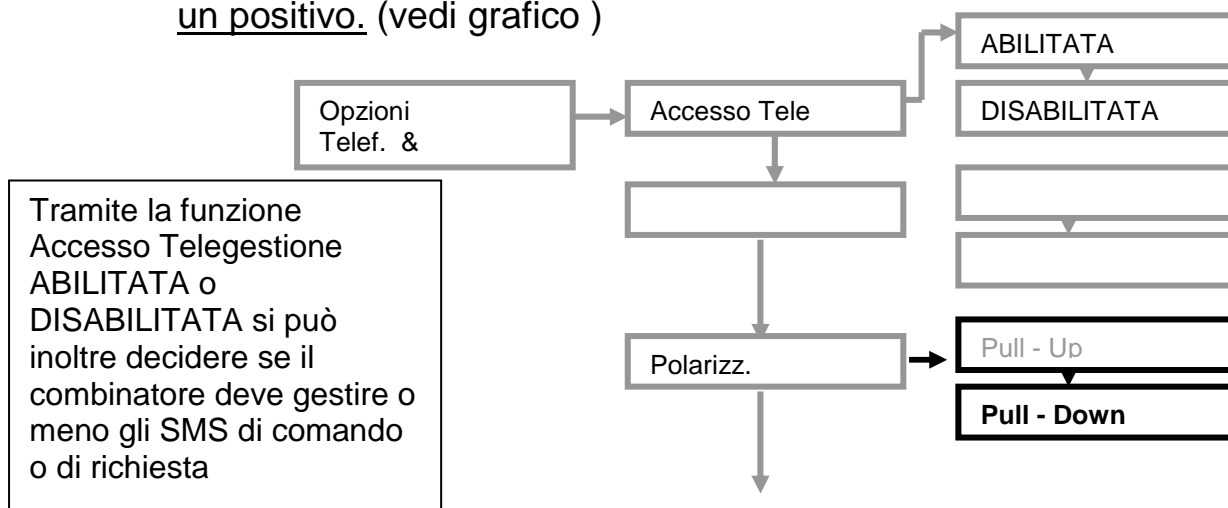 un positivo. (vedi grafico )
ABILITATA
DISABILITATA
Opzioni
Telef. &
Accesso Tele
Tramite la funzione
Accesso Telegestione
ABILITATA o
DISABILITATA si può
inoltre decidere se il
combinatore deve gestire o
meno gli SMS di comando
o di richiesta
Polarizz.
Pull - Up
Pull - Down